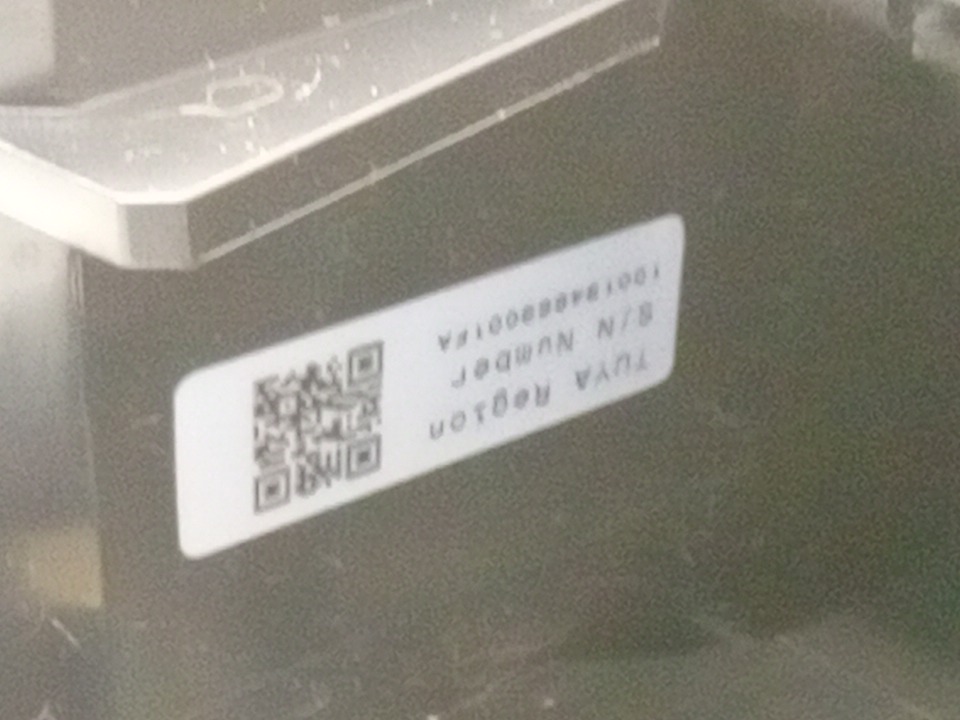 TUYA Region
S/N Number